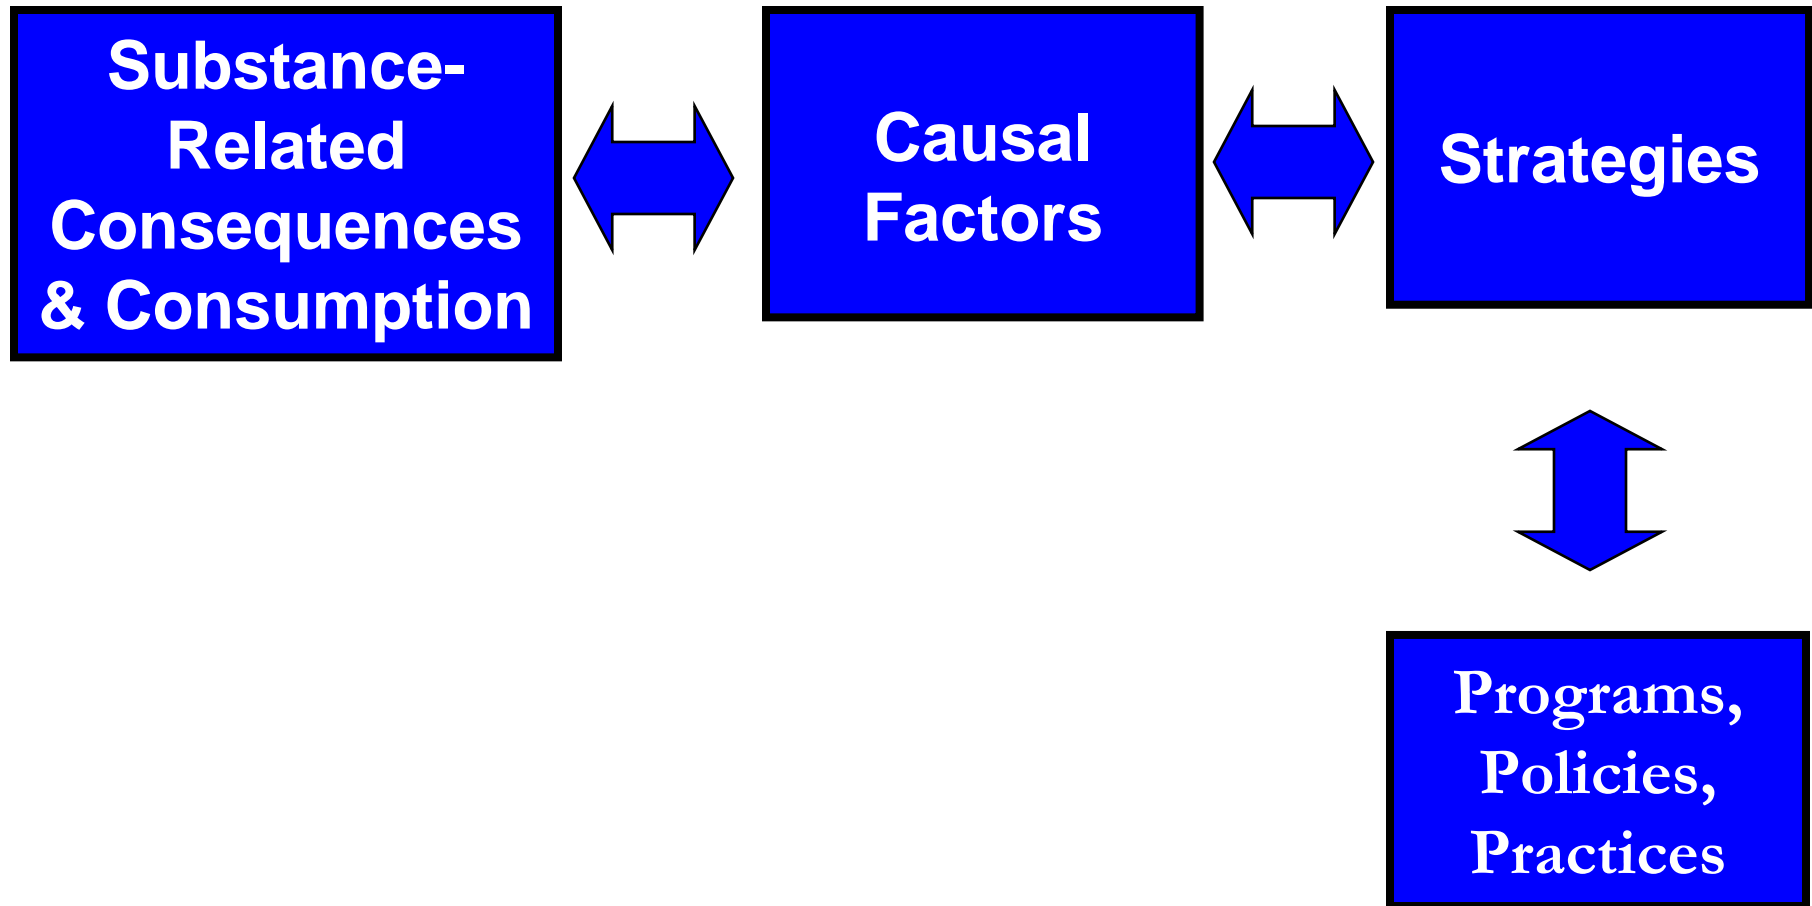 Substance-
Related
Consequences
& Consumption
Causal
Factors
Strategies
Programs,
Policies,
Practices